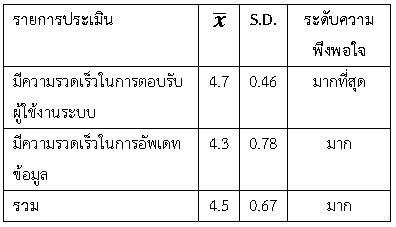 รายการประเมิน x̄ S.D. ระดับความ
พึงพอใจ
มีความรวดเร็วในการตอบรับ 4.7 0.46 มากที่สุด
ผู้ใช้งานระบบ
มีความรวดเร็วในการอัพเดท 4.3 0.78 มาก
ข้อมูล
รวม 4.5 0.67 มาก